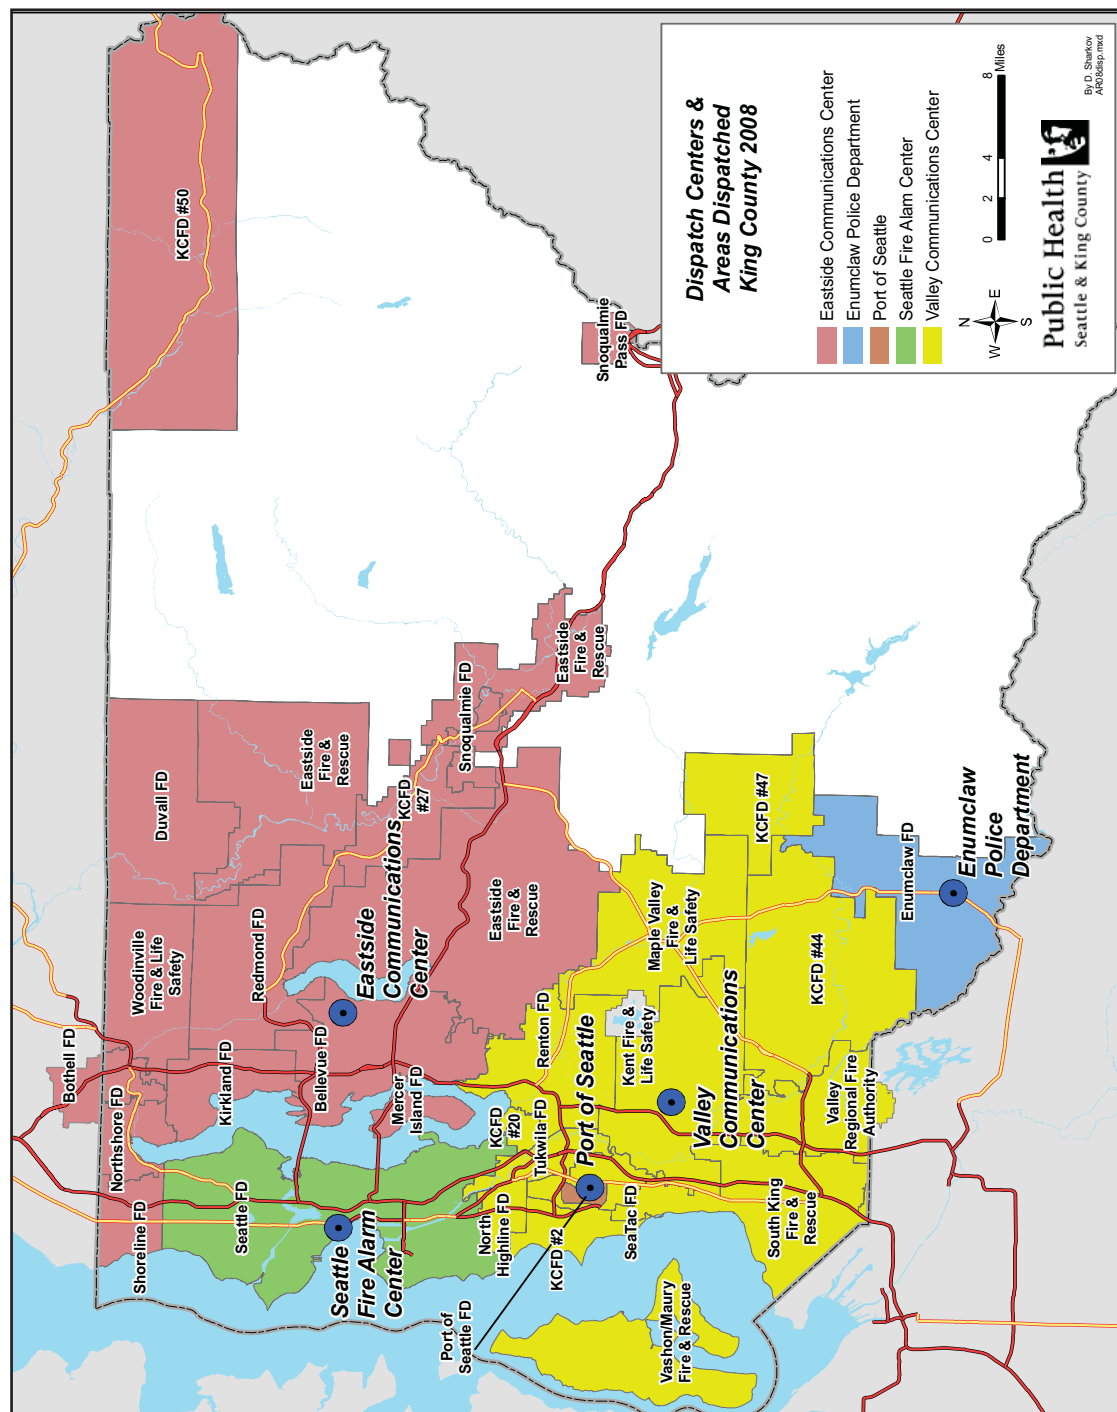 Dispatch Centers &
Areas Dispatched
King County 2008
Eastside Communications Center
Enumclaw Police Department
Port of Seattle
Seattle Fire Alam Center
Valley Communications Center
0
2
4
8
Miles
N
W
E
S
Public Health
Seattle & King County
By D. Sharkov
AR08disp.mxd
KCFD #50
Snoqualmie
Pass FD
Bothell FD
Northshore FD
Shoreline FD
Woodinville
Fire & Life
Safety
Duvall FD
Kirkland FD
Redmond FD
Eastside
Fire &
Rescue
Seattle FD
Bellevue FD
Eastside
Communications
Center
KCFD
#27
Snoqualmie FD
Seattle
Fire Alarm
Center
Mercer
Island FD
Eastside
Fire &
Rescue
Eastside
Fire &
Rescue
Port of
Seattle FD
North
Highline FD
KCFD
#20
Tukwila FD
Renton FD
KCFD #2
Port of Seattle
SeaTac FD
Kent Fire &
Life Safety
Maple Valley
Fire &
Life Safety
Vashon/Maury
Fire & Rescue
Valley
Communications
Center
KCFD #47
South King
Fire &
Rescue
Valley
Regional Fire
Authority
KCFD #44
Enumclaw FD
Enumclaw
Police
Department